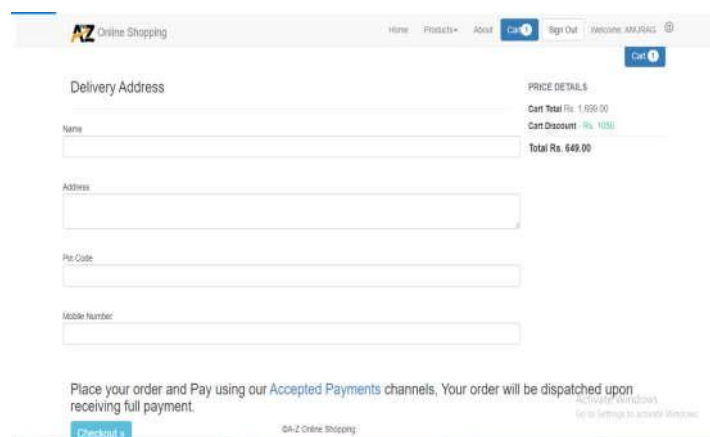 AZ Online Shopping
Home Products About Cart 1 Sign Out Welcome: ANURAG
Cart 1
Delivery Address
PRICE DETAILS
Cart Total Rs. 1,699.00
Cart Discount - Rs. 1050
Total Rs. 649.00
Name
Address
Pin Code
Mobile Number
Place your order and Pay using our Accepted Payments channels, Your order will be dispatched upon
receiving full payment.
Activate Windows
Go to Settings to activate Windows.
Checkout »
©A-Z Online Shopping